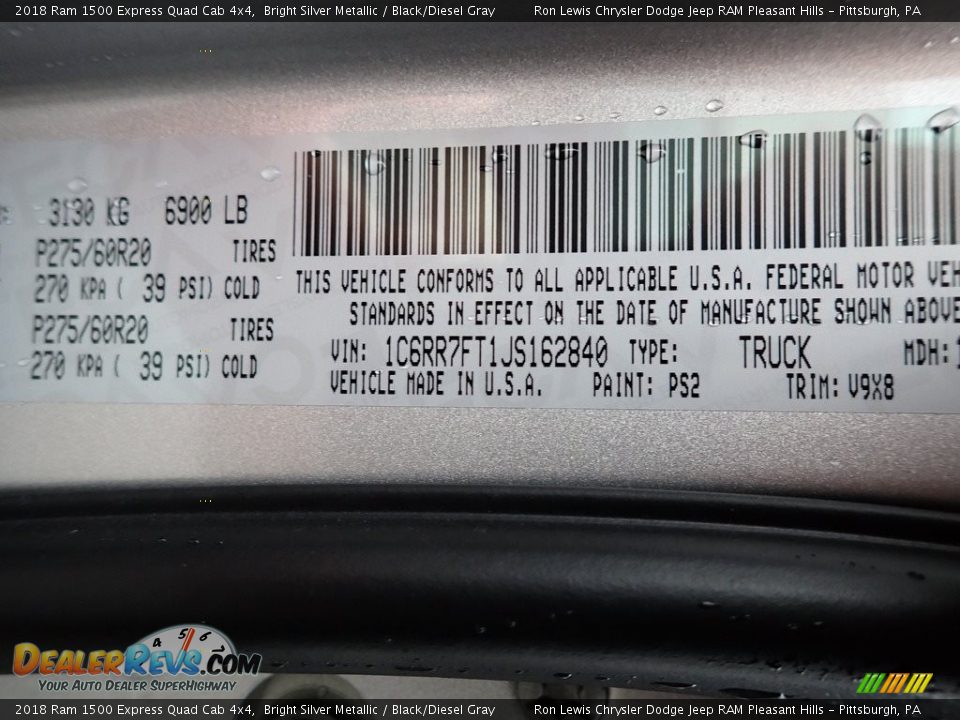 2018 Ram 1500 Express Quad Cab 4x4, Bright Silver Metallic / Black/Diesel Gray Ron Lewis Chrysler Dodge Jeep RAM Pleasant Hills - Pittsburgh, PA
3130 KG 6900 LB
P275/60R20 TIRES
270 KPA ( 39 PSI) COLD
P275/60R20 TIRES
270 KPA ( 39 PSI) COLD
THIS VEHICLE CONFORMS TO ALL APPLICABLE U.S.A. FEDERAL MOTOR VEH
STANDARDS IN EFFECT ON THE DATE OF MANUFACTURE SHOWN ABOVE
VIN: 1C6RR7FT1JS162840 TYPE: TRUCK MDH: 1
VEHICLE MADE IN U.S.A. PAINT: PS2 TRIM: V9X8
4 5 6
DEALERREVS.COM
YOUR AUTO DEALER SUPERHIGHWAY
2018 Ram 1500 Express Quad Cab 4x4, Bright Silver Metallic / Black/Diesel Gray Ron Lewis Chrysler Dodge Jeep RAM Pleasant Hills - Pittsburgh, PA